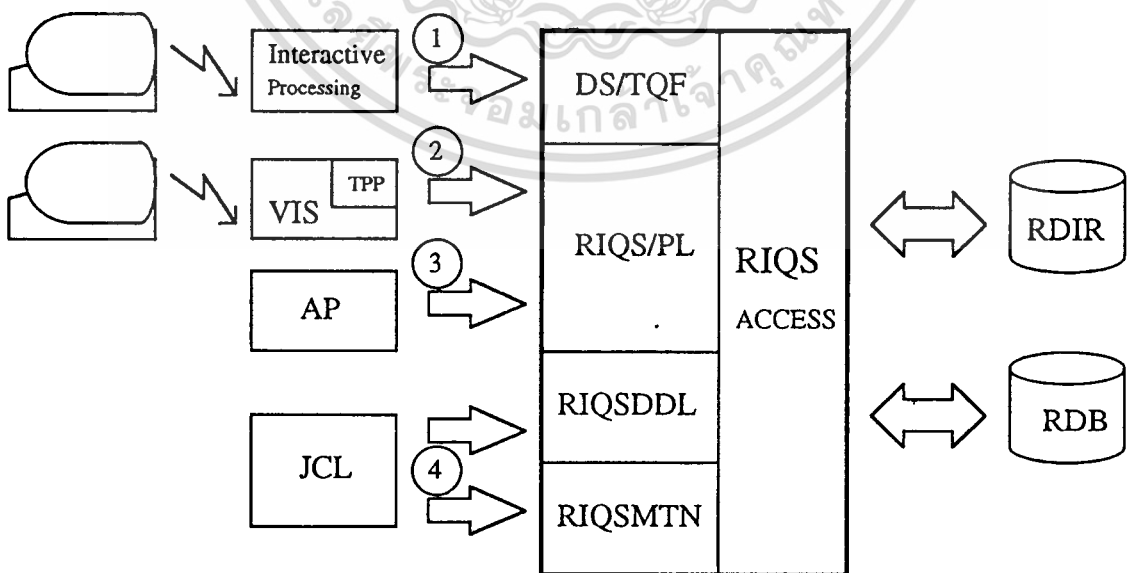 1
Interactive
Processing
DS/TQF
2
TPP
VIS
RIQS/PL
RIQS
ACCESS
RDIR
3
AP
RIQSDDL
RDB
JCL
4
RIQSMTN